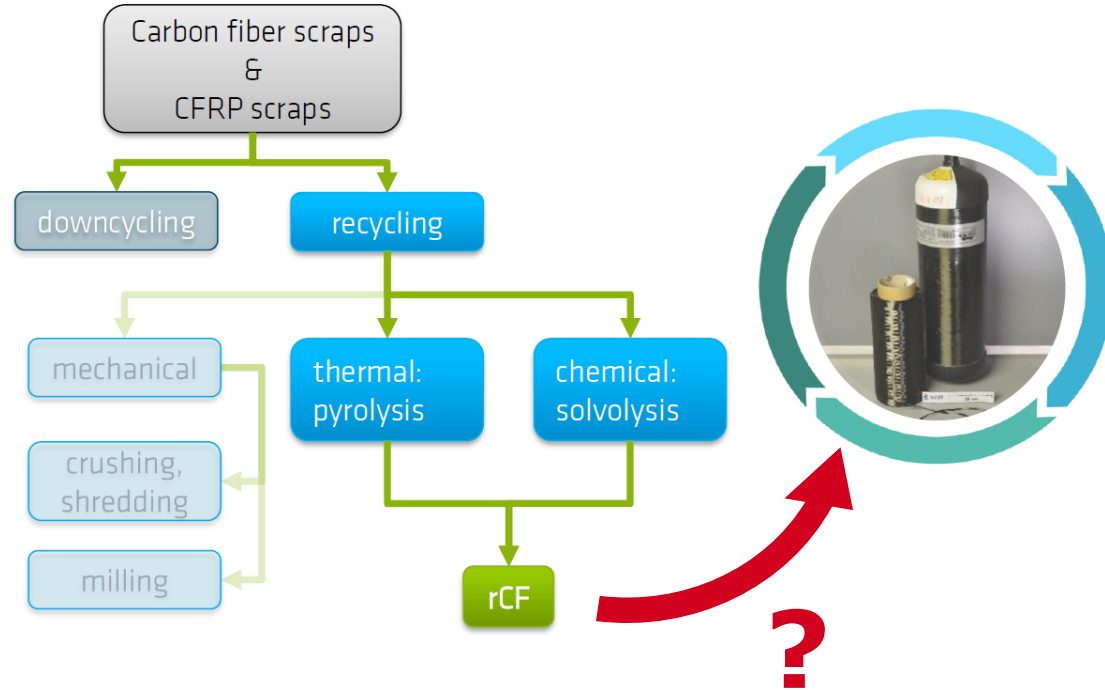 Carbon fiber scraps
&
CFRP scraps
downcycling
recycling
mechanical
thermal:
pyrolysis
chemical:
solvolysis
crushing,
shredding
milling
rCF
?